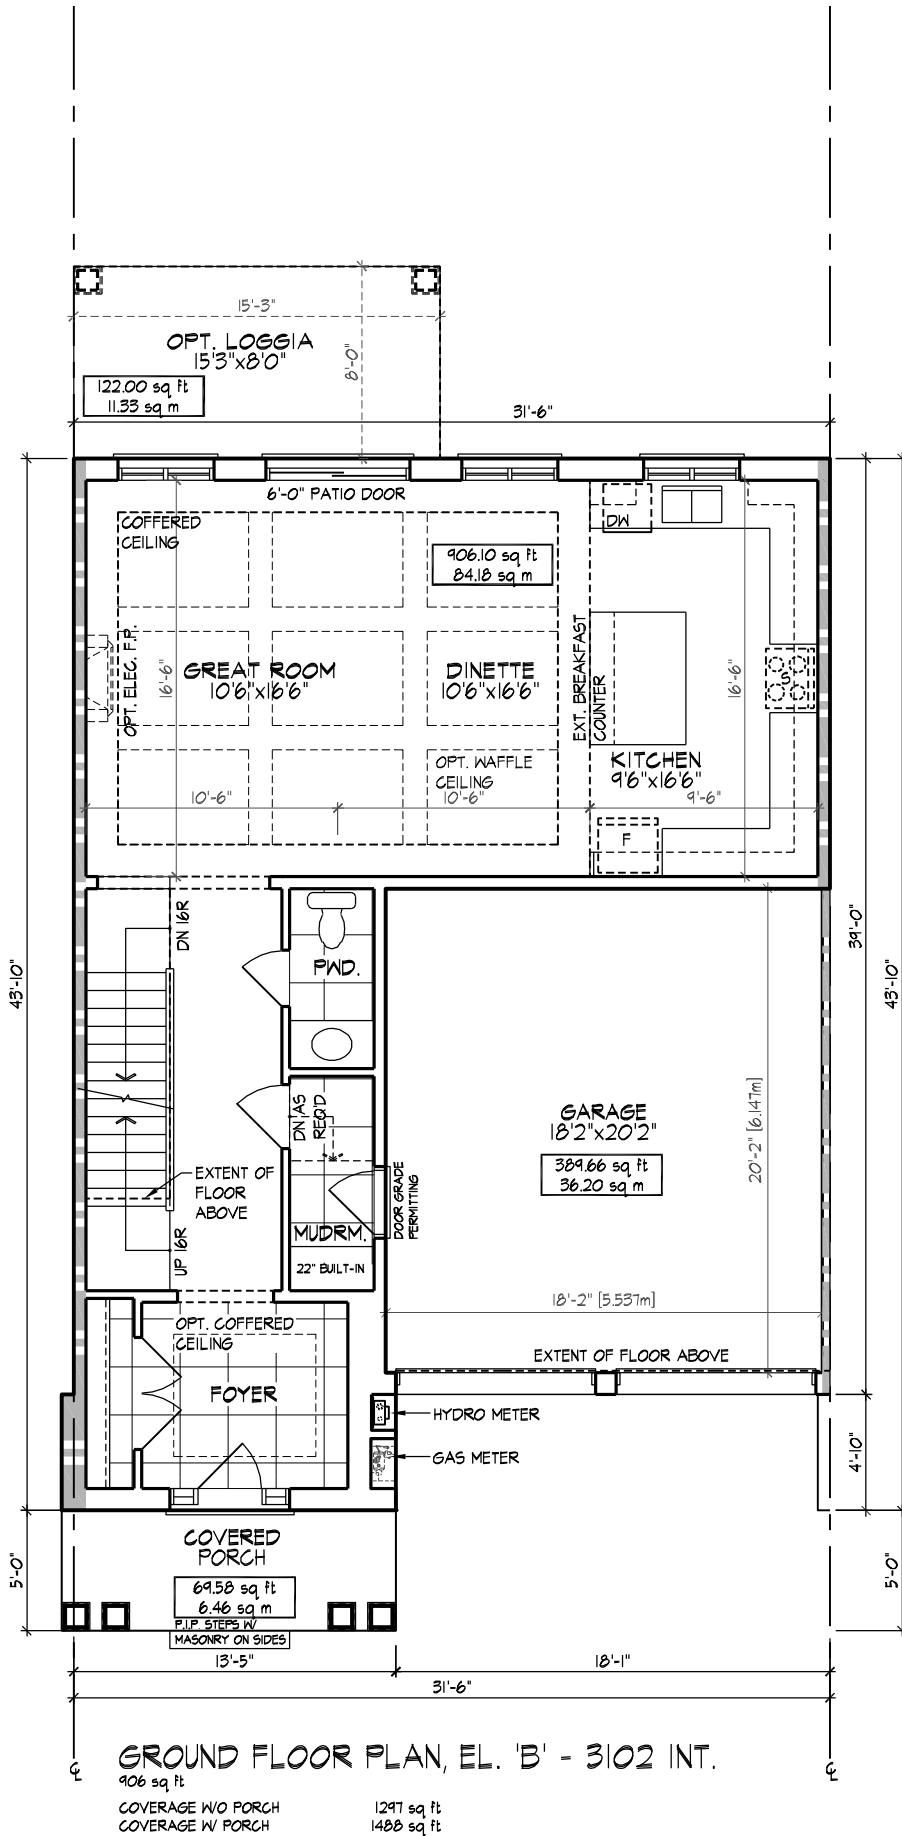 15'-3"
OPT. LOGGIA
15'3"x8'0"
8'-0"
122.00 sq ft
11.33 sq m
31'-6"
6'-0" PATIO DOOR
COFFERED
CEILING
DW
906.10 sq ft
84.18 sq m
OPT. ELEC. F.P.
16'-6"
GREAT ROOM
10'6"x16'6"
DINETTE
10'6"x16'6"
EXT. BREAKFAST
COUNTER
16'-6"
S
KITCHEN
9'6"x16'6"
OPT. WAFFLE
CEILING
10'-6"
10'-6"
9'-6"
F
DN 16R
PWD.
39'-0"
43'-10"
43'-10"
DN AS
REQ'D
GARAGE
18'2"x20'2"
389.66 sq ft
36.20 sq m
20'-2" [6.147m]
EXTENT OF
FLOOR
ABOVE
DOOR GRADE
PERMITTING
UP 16R
MUDRM.
22" BUILT-IN
18'-2" [5.537m]
OPT. COFFERED
CEILING
EXTENT OF FLOOR ABOVE
FOYER
HYDRO METER
GAS METER
4'-10"
COVERED
PORCH
69.58 sq ft
6.46 sq m
P.I.P. STEPS W/
MASONRY ON SIDES
5'-0"
5'-0"
13'-5"
18'-1"
31'-6"
GROUND FLOOR PLAN, EL. 'B' - 3102 INT.
906 sq ft
COVERAGE W/O PORCH 1297 sq ft
COVERAGE W/ PORCH 1488 sq ft